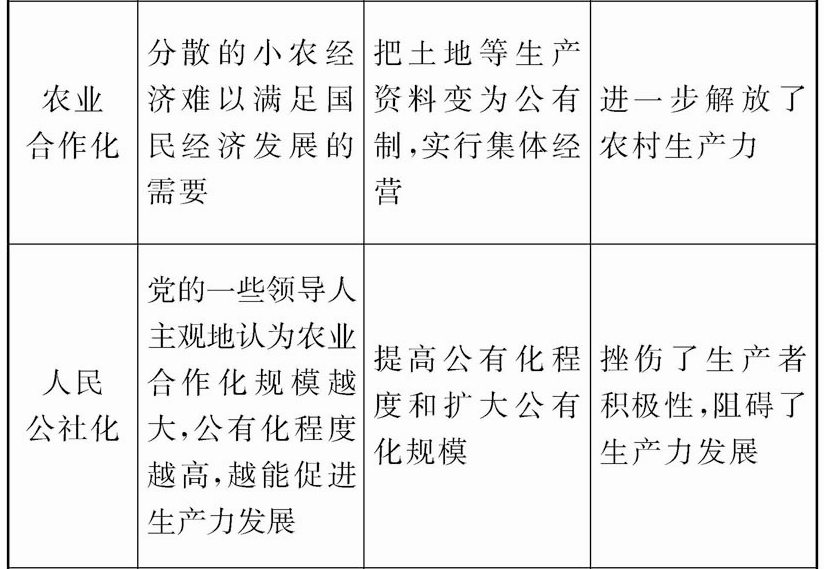 农业
合作化
分散的小农经
济难以满足国
民经济发展的
需要
把土地等生产
资料变为公有
制,实行集体经
营
进一步解放了
农村生产力
人民
公社化
党的一些领导人
主观地认为农业
合作化规模越
大,公有化程度
越高,越能促进
生产力发展
提高公有化程
度和扩大公有
化规模
挫伤了生产者
积极性,阻碍了
生产力发展